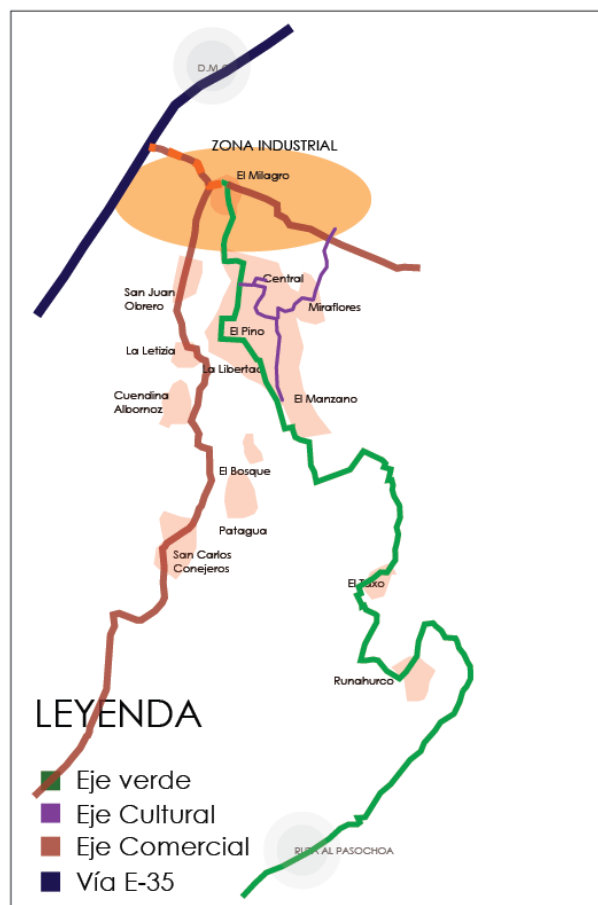 D.M.Q
ZONA INDUSTRIAL
El Milagro
Central
San Juan
Obrero
Miraflores
El Pino
La Letizia
La Libertad
Cuendina
Albornoz
El Manzano
El Bosque
Patagua
San Carlos
Conejeros
El Taxo
Runahurco
LEYENDA
Eje verde
Eje Cultural
Eje Comercial
RUTA AL PASOCHOA
Vía E-35